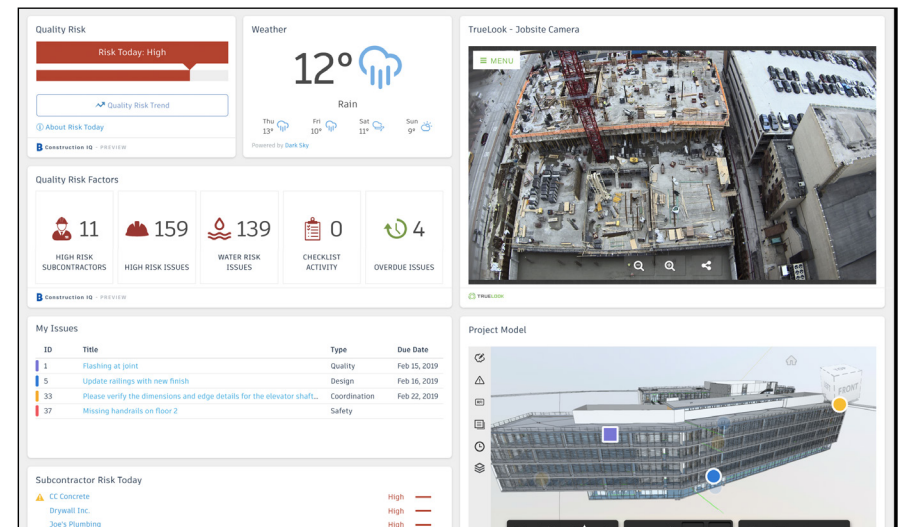 Quality Risk
Risk Today: High
Quality Risk Trend
About Risk Today
Construction IQ · PREVIEW
Weather
12°
Rain
Thu Fri Sat Sun
13° 10° 11° 9°
Powered by Dark Sky
TrueLook - Jobsite Camera
MENU
TRUELOOK
Quality Risk Factors
11 159 139 0 4
HIGH RISK SUBCONTRACTORS
HIGH RISK ISSUES
WATER RISK ISSUES
CHECKLIST ACTIVITY
OVERDUE ISSUES
Construction IQ · PREVIEW
My Issues
ID Title Type Due Date
1 Flashing at joint Quality Feb 15, 2019
5 Update railings with new finish Design Feb 16, 2019
33 Please verify the dimensions and edge details for the elevator shaft... Coordination Feb 22, 2019
37 Missing handrails on floor 2 Safety
Project Model
FRONT
Subcontractor Risk Today
CC Concrete High
Drywall Inc. High
Joe's Plumbing High